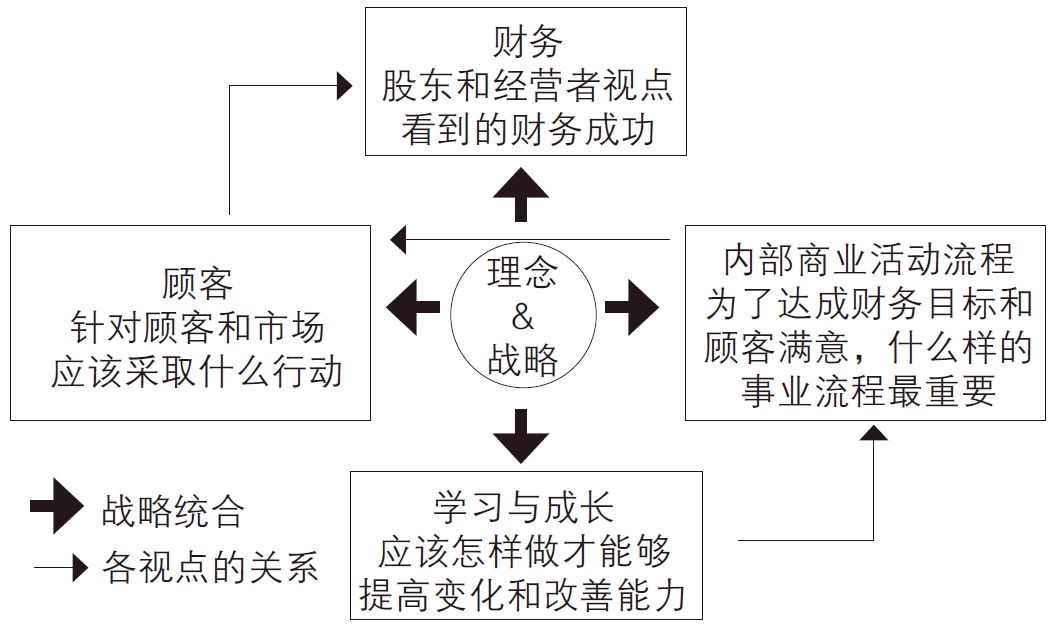 财务
股东和经营者视点
看到的财务成功
顾客
针对顾客和市场
应该采取什么行动
理念
&
战略
内部商业活动流程
为了达成财务目标和
顾客满意，什么样的
事业流程最重要
学习与成长
应该怎样做才能够
提高变化和改善能力
战略统合
各视点的关系